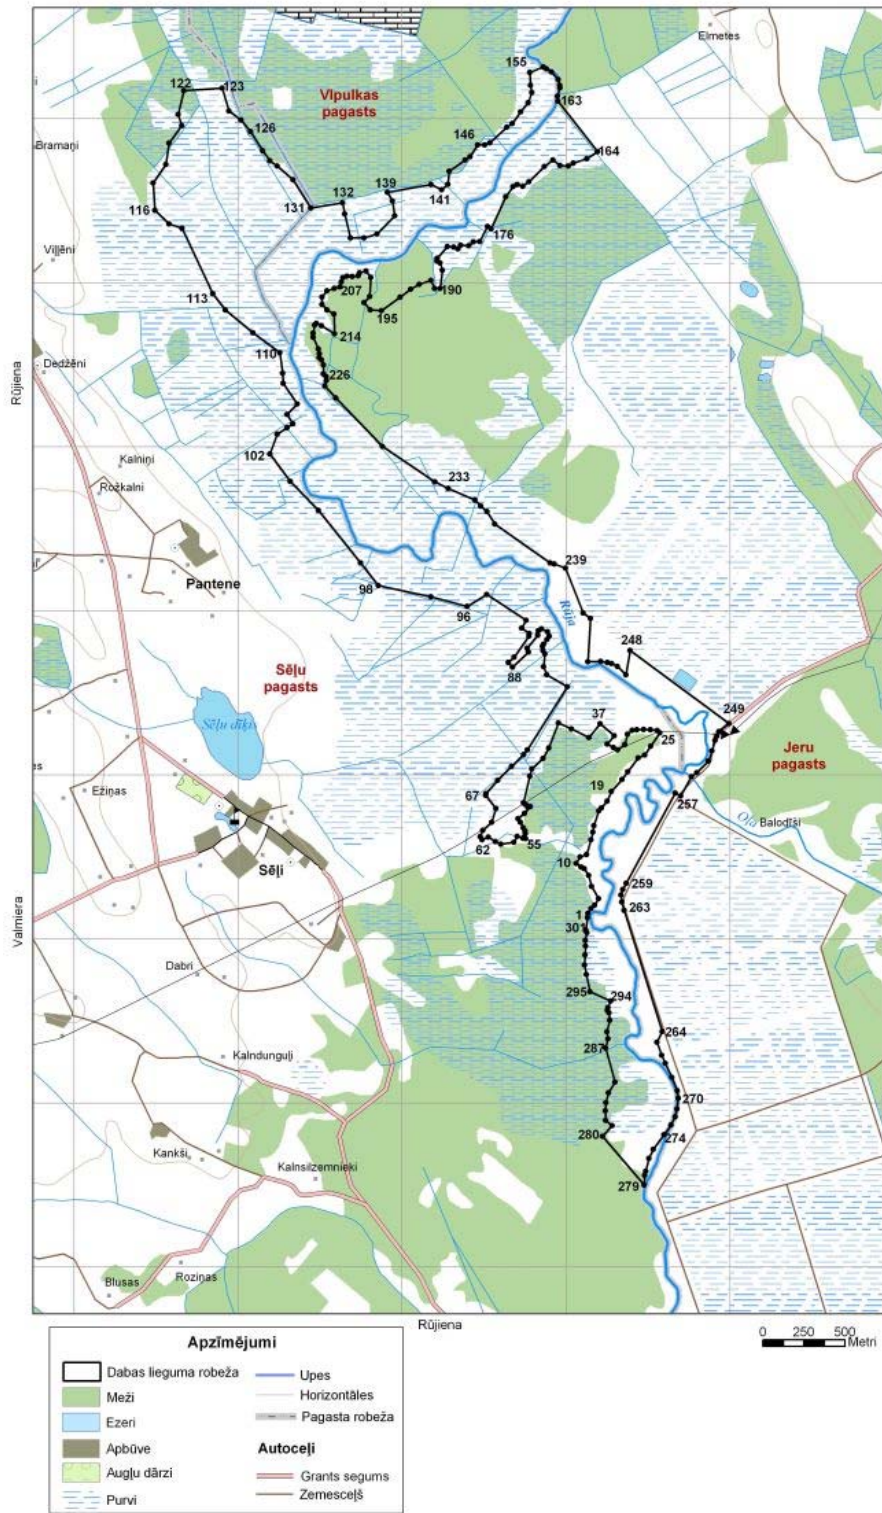 Elmetes
155
122
123
Vīpulkas
pagasts
163
126
146
Bramaņi
164
139
132
141
116
131
176
Viļļēni
207
190
113
195
214
110
Dedžēni
226
Rūjiena
102
Kalniņi
233
Rožkalni
239
Pantene
98
96
Rūja
248
Sēļu
pagasts
88
249
37
Sēļu dīķis
25
Jeru
pagasts
19
Ežiņas
67
257
Oļa
Balodīši
62
55
10
Sēļi
259
1
263
301
Valmiera
Dabri
295
294
264
287
Kalndunguļi
270
280
274
Kankši
Kalnsilzemnieki
279
Roziņas
Blusas
Rūjiena
0 250 500
Metri
Apzīmējumi
Dabas lieguma robeža
Meži
Ezeri
Apbūve
Augļu dārzi
Purvi
Upes
Horizontāles
Pagasta robeža
Autoceļi
Grants segums
Zemesceļš